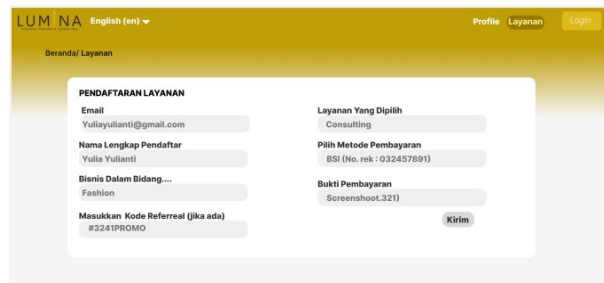 LUMINA
English (en)
Profile Layanan Login
Beranda/ Layanan
PENDAFTARAN LAYANAN
Email
Yuliayulianti@gmail.com
Nama Lengkap Pendaftar
Yulia Yulianti
Bisnis Dalam Bidang....
Fashion
Masukkan Kode Referreal (jika ada)
#3241PROMO
Layanan Yang Dipilih
Consulting
Pilih Metode Pembayaran
BSI (No. rek : 032457891)
Bukti Pembayaran
Screenshoot.321)
Kirim